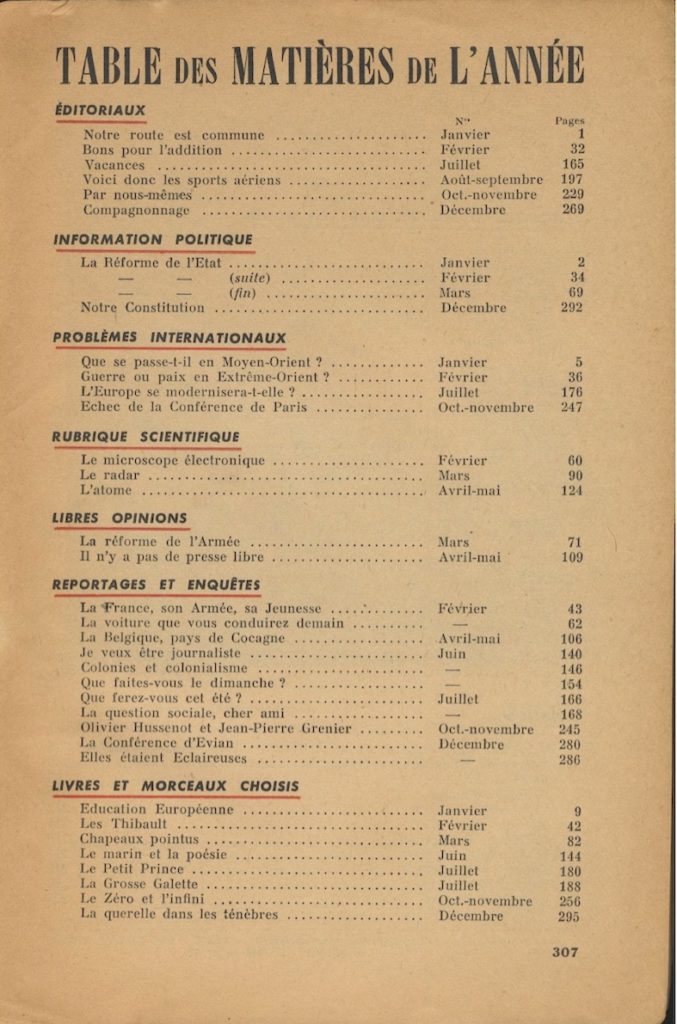 TABLE DES MATIÈRES DE L'ANNÉE
ÉDITORIAUX
Nos Pages
Notre route est commune ..................... Janvier 1
Bons pour l'addition ........................... Février 32
Vacances ..................................... Juillet 165
Voici donc les sports aériens ................... Août-septembre 197
Par nous-mêmes ............................... Oct.-novembre 229
Compagnonnage ............................... Décembre 269
INFORMATION POLITIQUE
La Réforme de l'Etat ........................... Janvier 2
— — (suite) .................... Février 34
— — (fin) ...................... Mars 69
Notre Constitution ............................. Décembre 292
PROBLÈMES INTERNATIONAUX
Que se passe-t-il en Moyen-Orient ? ............. Janvier 5
Guerre ou paix en Extrême-Orient ? ............ Février 36
L'Europe se modernisera-t-elle ? ................. Juillet 176
Echec de la Conférence de Paris ............... Oct.-novembre 247
RUBRIQUE SCIENTIFIQUE
Le microscope électronique ..................... Février 60
Le radar ...................................... Mars 90
L'atome ....................................... Avril-mai 124
LIBRES OPINIONS
La réforme de l'Armée ........................ Mars 71
Il n'y a pas de presse libre ..................... Avril-mai 109
REPORTAGES ET ENQUÊTES
La France, son Armée, sa Jeunesse ............. Février 43
La voiture que vous conduirez demain .......... — 62
La Belgique, pays de Cocagne ................. Avril-mai 106
Je veux être journaliste ....................... Juin 140
Colonies et colonialisme ....................... — 146
Que faites-vous le dimanche ? .................. — 154
Que ferez-vous cet été ? ........................ Juillet 166
La question sociale, cher ami .................. — 168
Olivier Hussenot et Jean-Pierre Grenier ......... Oct.-novembre 245
La Conférence d'Evian ........................ Décembre 280
Elles étaient Eclaireuses ........................ — 286
LIVRES ET MORCEAUX CHOISIS
Education Européenne ......................... Janvier 9
Les Thibault .................................. Février 42
Chapeaux pointus .............................. Mars 82
Le marin et la poésie .......................... Juin 144
Le Petit Prince ................................ Juillet 180
La Grosse Galette .............................. Juillet 188
Le Zéro et l'infini .............................. Oct.-novembre 256
La querelle dans les ténèbres ................... Décembre 295
307